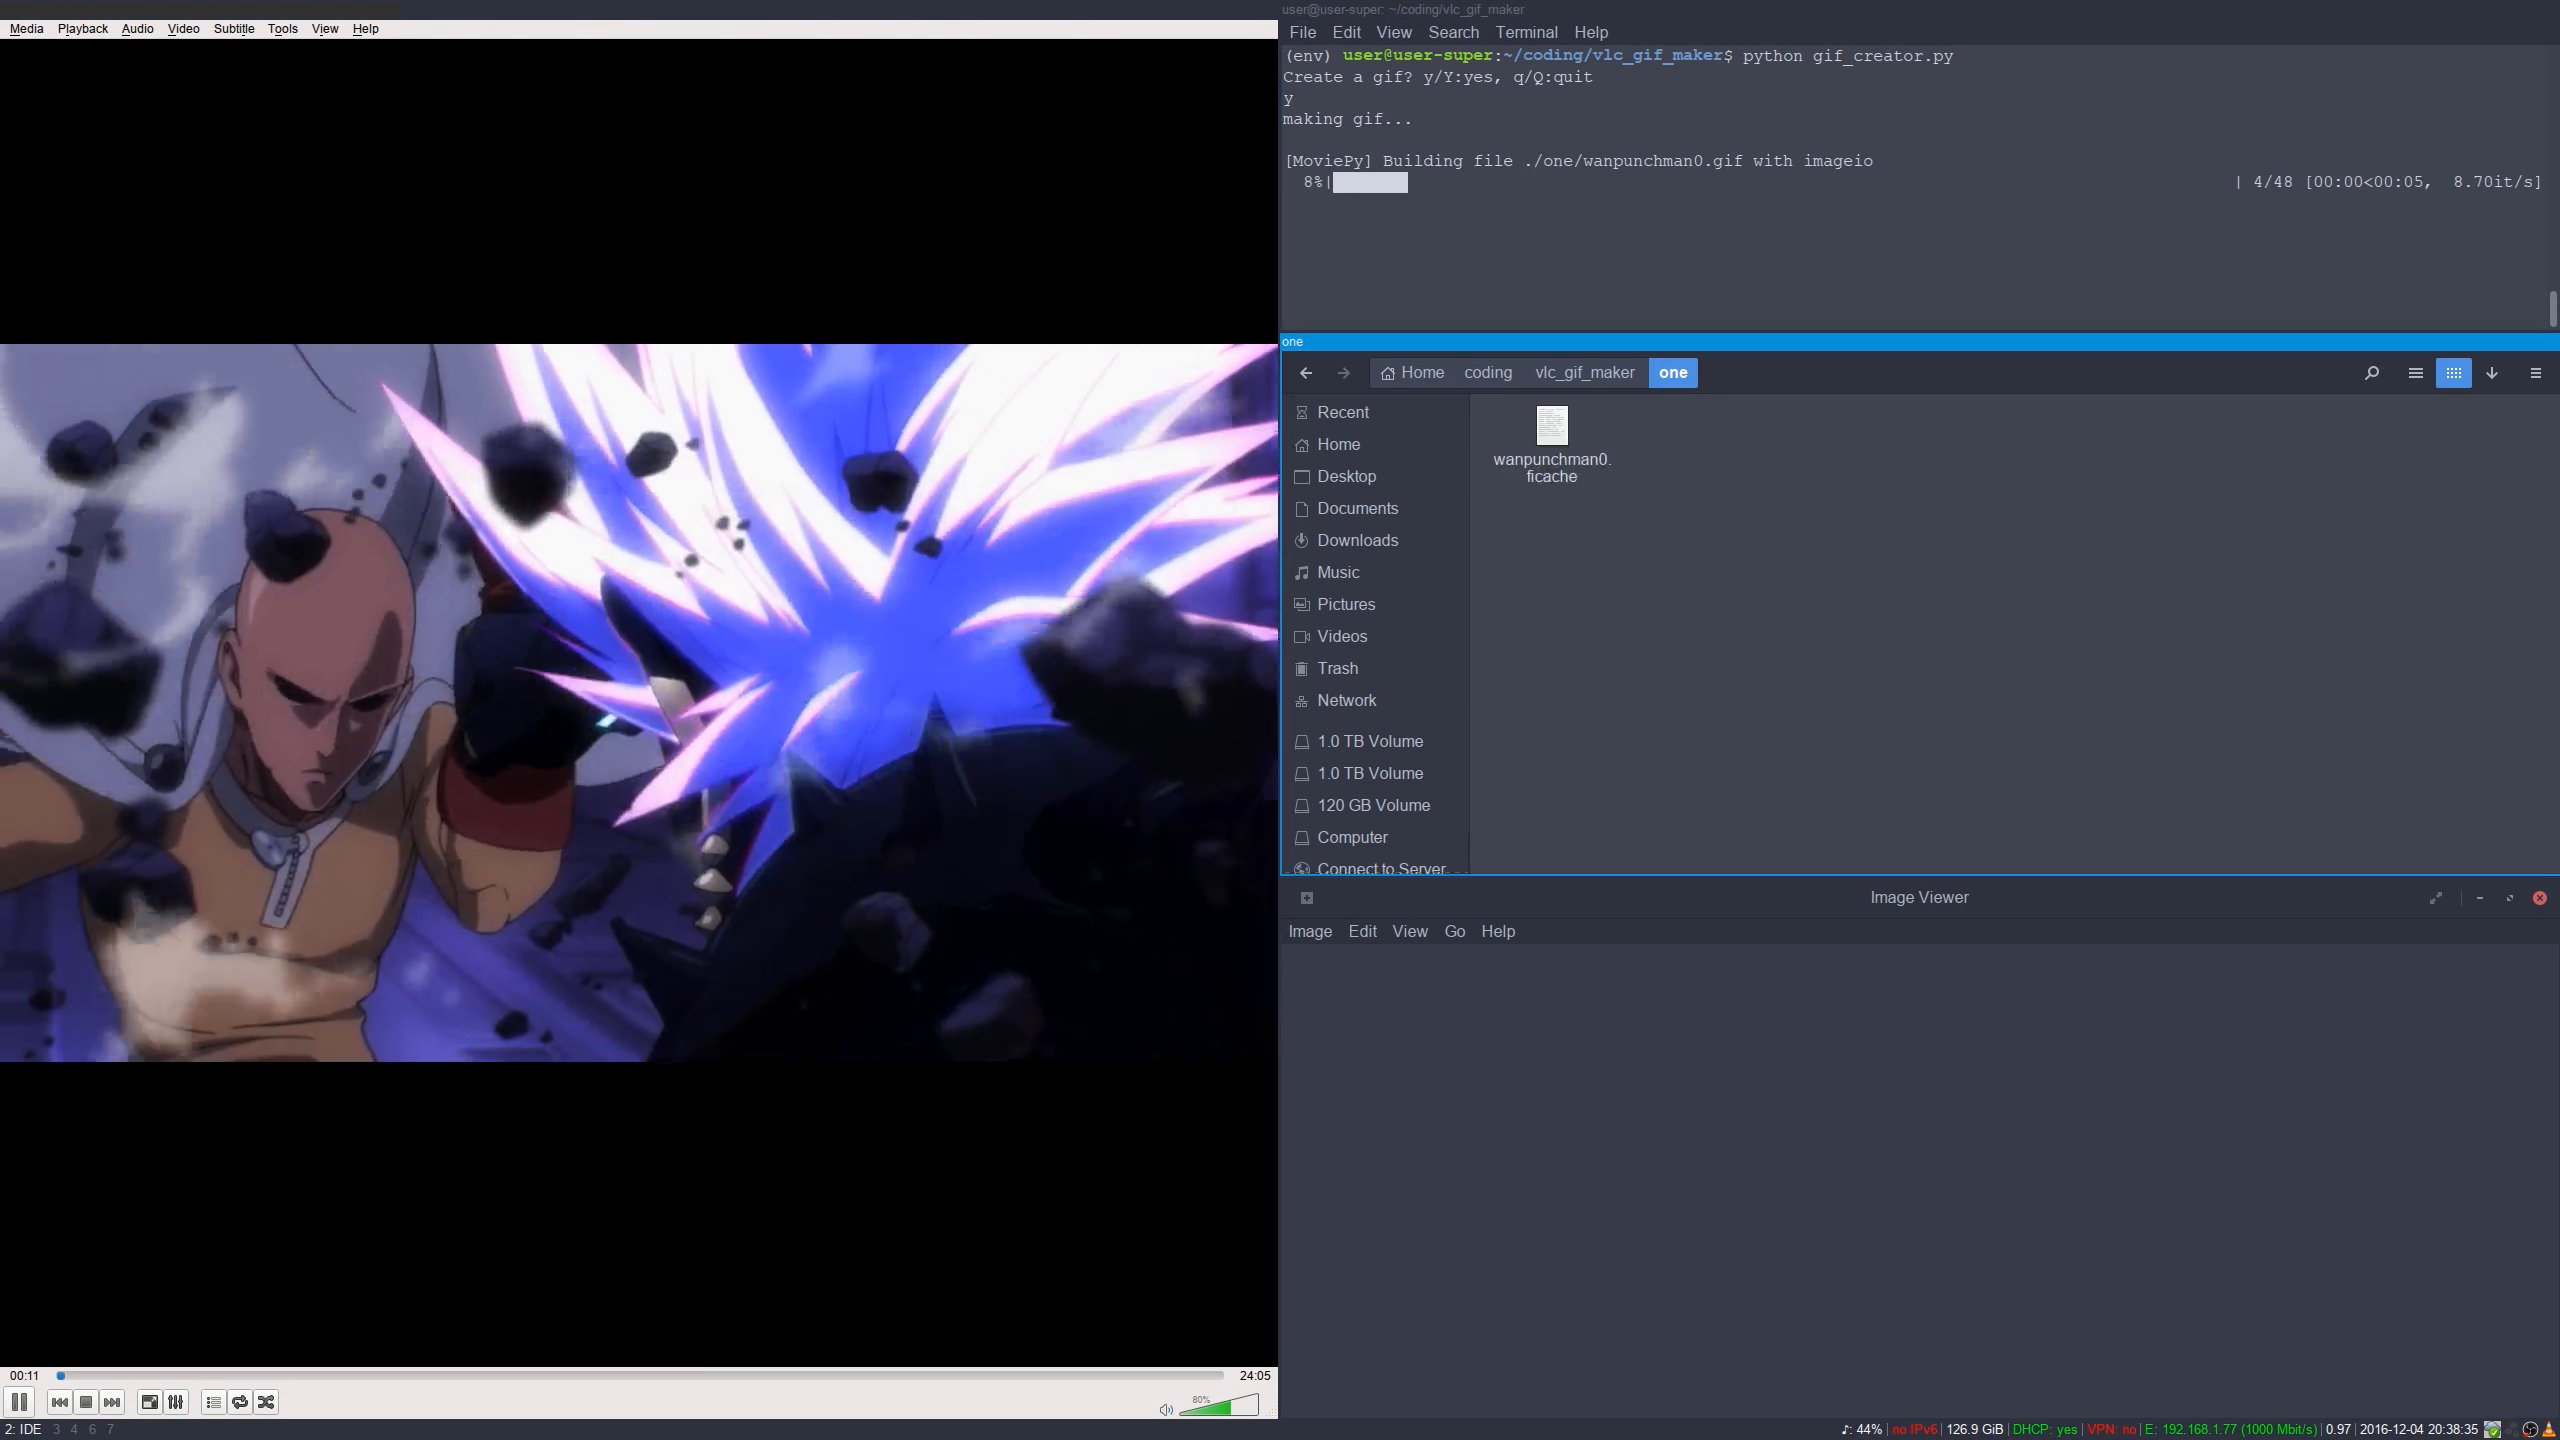 Media Playback Audio Video Subtitle Tools View Help
00:11
24:05
80%
user@user-super: ~/coding/vlc_gif_maker
File Edit View Search Terminal Help
(env) user@user-super:~/coding/vlc_gif_maker$ python gif_creator.py
Create a gif? y/Y:yes, q/Q:quit
y
making gif...
[MoviePy] Building file ./one/wanpunchman0.gif with imageio
8%| | 4/48 [00:00<00:05, 8.70it/s]
one
Home coding vlc_gif_maker one
Recent
Home
Desktop
Documents
Downloads
Music
Pictures
Videos
Trash
Network
1.0 TB Volume
1.0 TB Volume
120 GB Volume
Computer
Connect to Server
wanpunchman0.
ficache
Image Viewer
Image Edit View Go Help
2: IDE 3 4 6 7
♪: 44% | no IPv6 | 126.9 GiB | DHCP: yes | VPN: no | E: 192.168.1.77 (1000 Mbit/s) | 0.97 | 2016-12-04 20:38:35